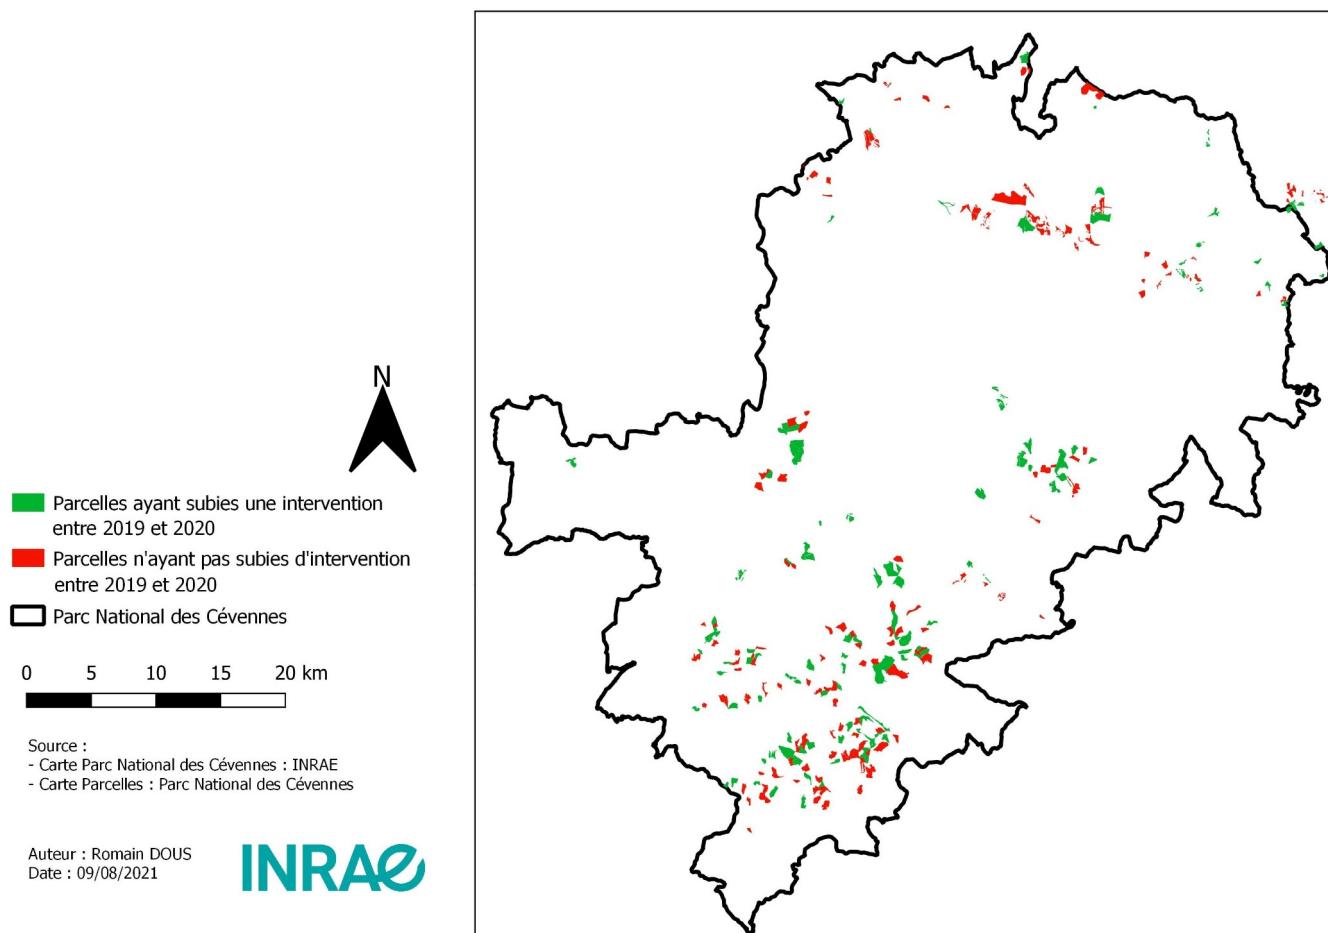 N
Parcelles ayant subies une intervention
entre 2019 et 2020
Parcelles n'ayant pas subies d'intervention
entre 2019 et 2020
Parc National des Cévennes
0 5 10 15 20 km
Source :
- Carte Parc National des Cévennes : INRAE
- Carte Parcelles : Parc National des Cévennes
Auteur : Romain DOUS
Date : 09/08/2021
INRAE